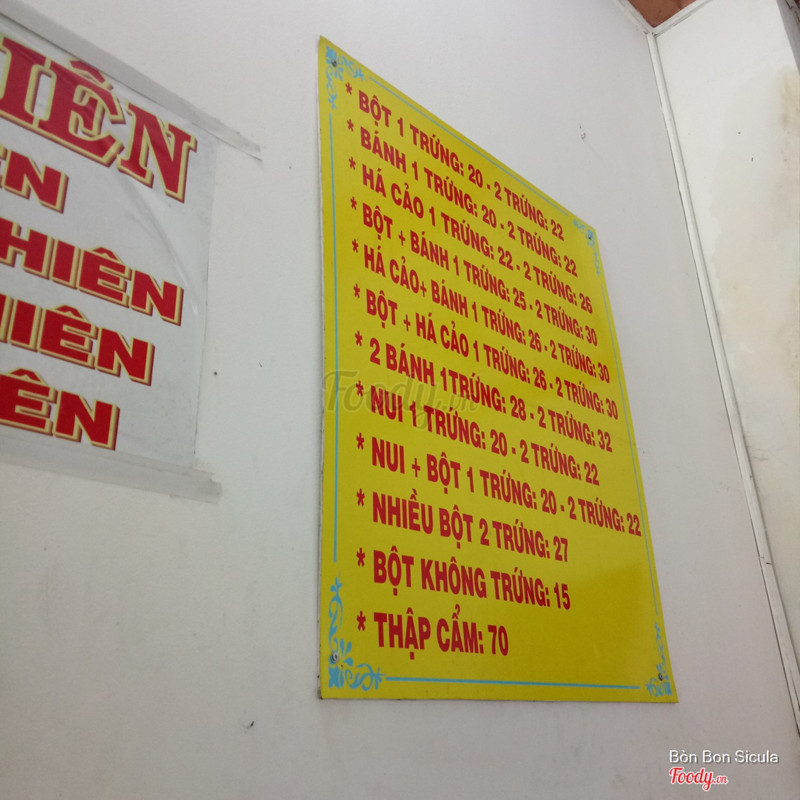 IÊN
ÊN
HIÊN
IÊN
ÊN
* BỘT 1 TRỨNG: 20 - 2 TRỨNG: 22
* BÁNH 1 TRỨNG: 20 - 2 TRỨNG: 22
* HÁ CẢO 1 TRỨNG: 22 - 2 TRỨNG: 26
* BỘT + BÁNH 1 TRỨNG: 25 - 2 TRỨNG: 30
* HÁ CẢO+ BÁNH 1 TRỨNG: 26 - 2 TRỨNG: 30
* BỘT + HÁ CẢO 1 TRỨNG: 26 - 2 TRỨNG: 30
* 2 BÁNH 1TRỨNG: 28 - 2 TRỨNG: 32
* NUI 1 TRỨNG: 20 - 2 TRỨNG: 22
* NUI + BỘT 1 TRỨNG: 20 - 2 TRỨNG: 22
* NHIỀU BỘT 2 TRỨNG: 27
* BỘT KHÔNG TRỨNG: 15
* THẬP CẨM: 70
Foody.vn
Bòn Bon Sicula
Foody.vn